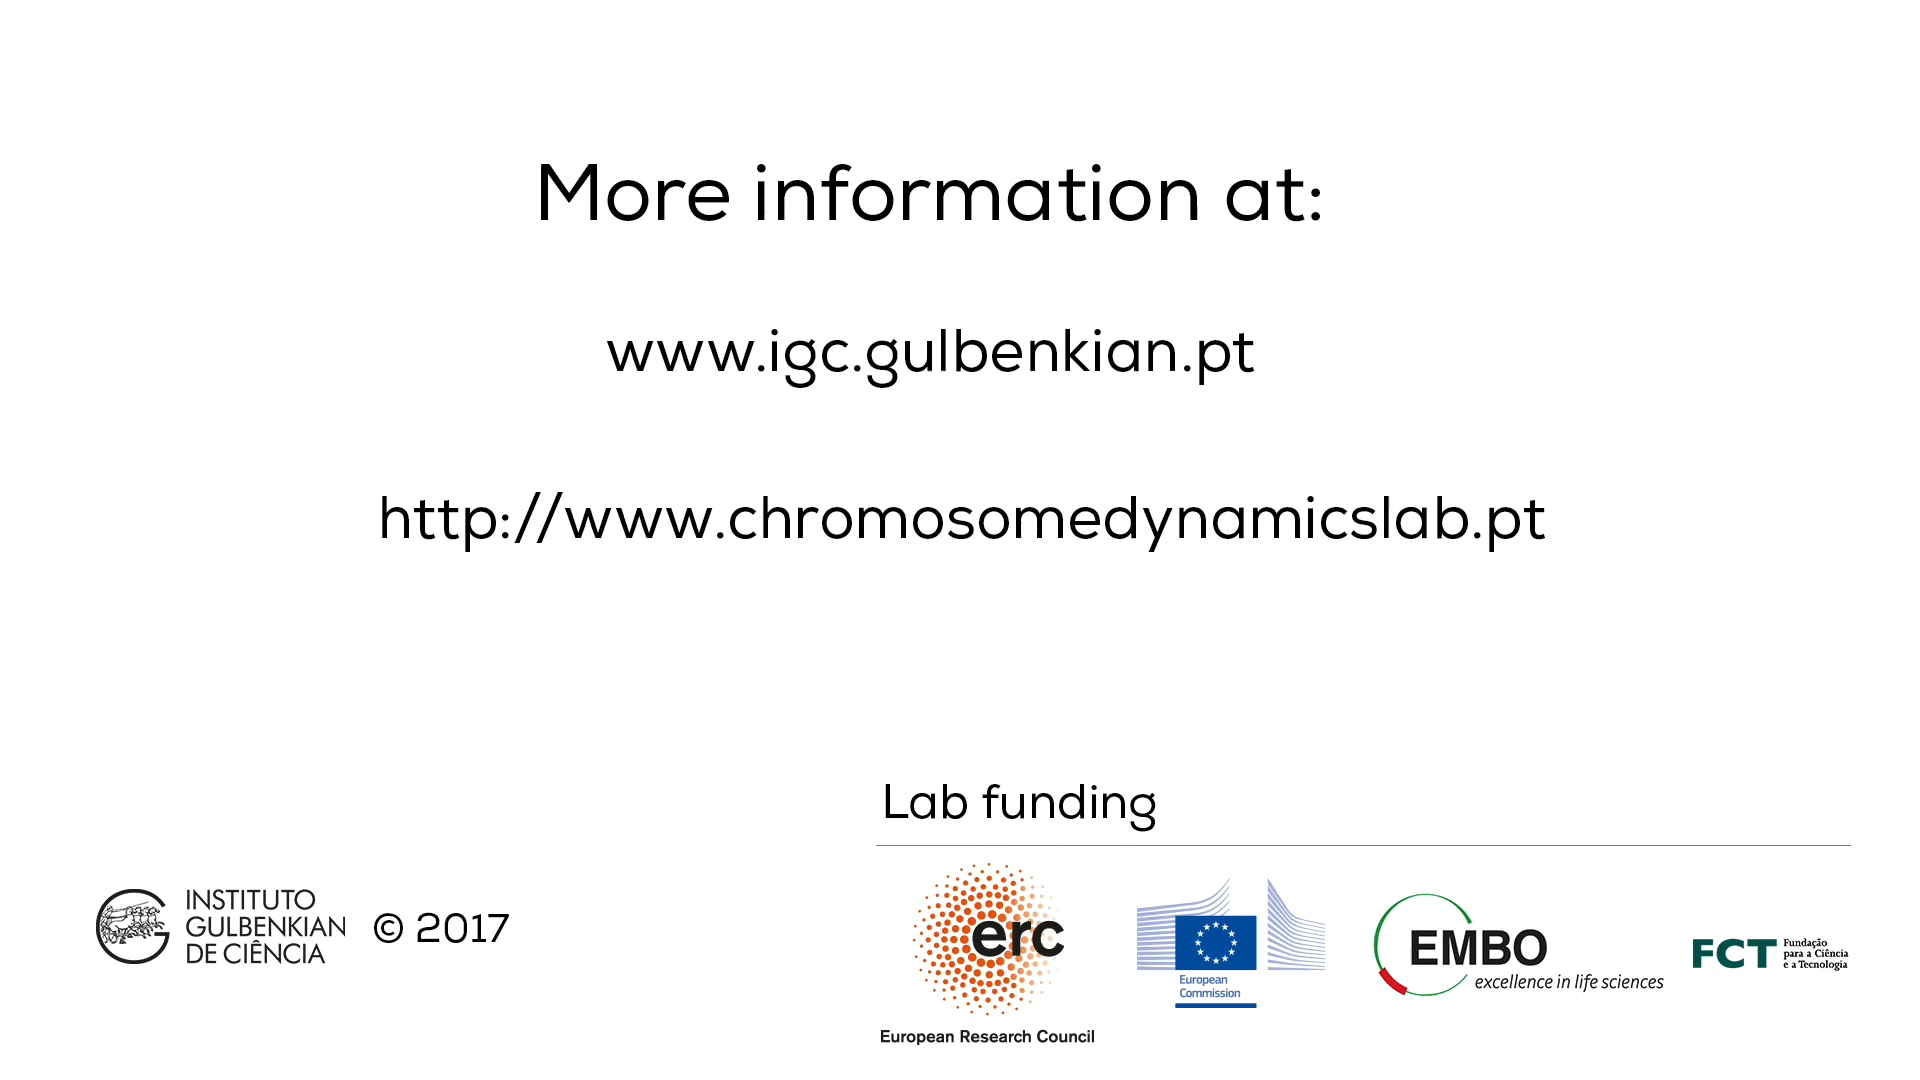 More information at:
www.igc.gulbenkian.pt
http://www.chromosomedynamicslab.pt
Lab funding
INSTITUTO
GULBENKIAN
DE CIÊNCIA
© 2017
erc
European Research Council
European
Commission
EMBO
excellence in life sciences
FCT
Fundação
para a Ciência
e a Tecnologia